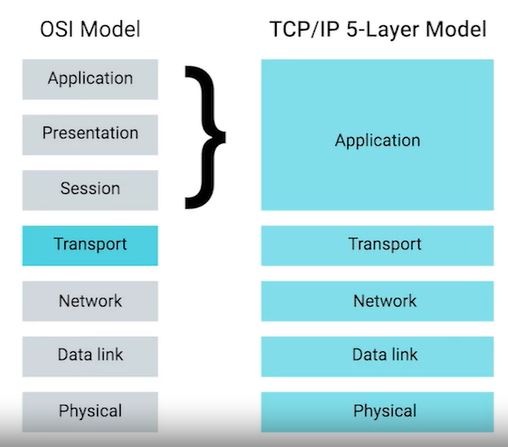 OSI Model
Application
Presentation
Session
Transport
Network
Data link
Physical
TCP/IP 5-Layer Model
Application
Transport
Network
Data link
Physical